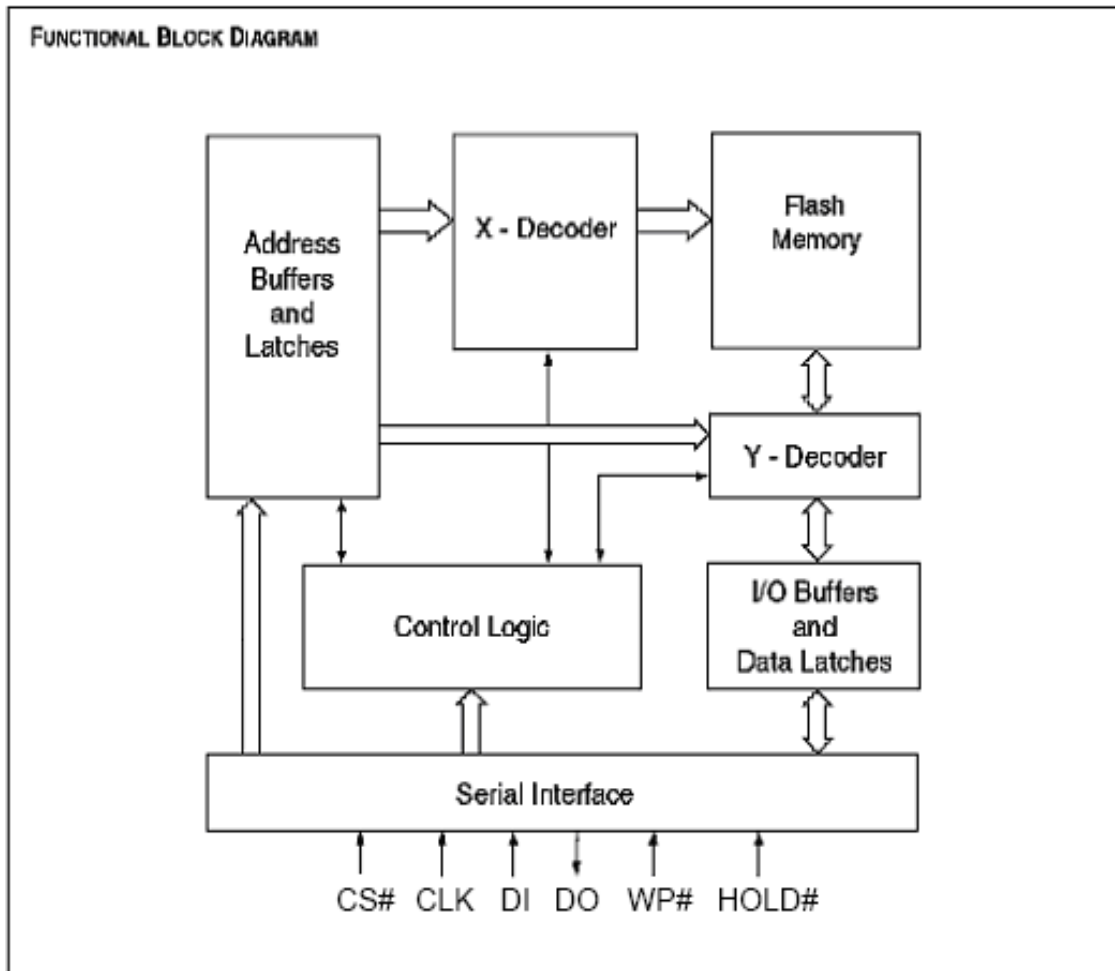 FUNCTIONAL BLOCK DIAGRAM
Address
Buffers
and
Latches
X - Decoder
Flash
Memory
Y - Decoder
Control Logic
I/O Buffers
and
Data Latches
Serial Interface
CS# CLK DI DO WP# HOLD#